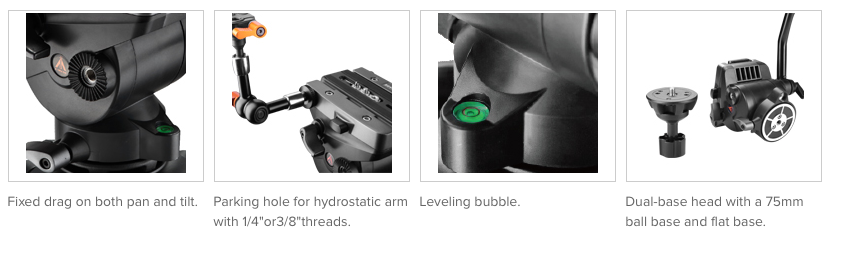 Fixed drag on both pan and tilt.
Parking hole for hydrostatic arm
with 1/4"or3/8"threads.
Leveling bubble.
Dual-base head with a 75mm
ball base and flat base.